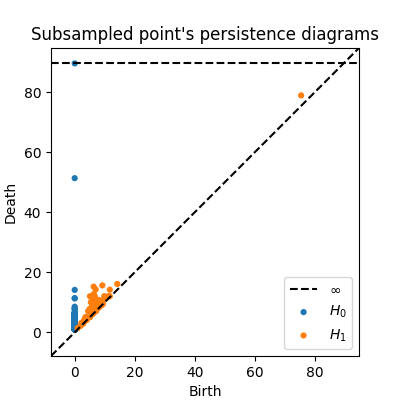 Subsampled point's persistence diagrams
Death
80
60
40
20
0
0 20 40 60 80
Birth
∞
H₀
H₁